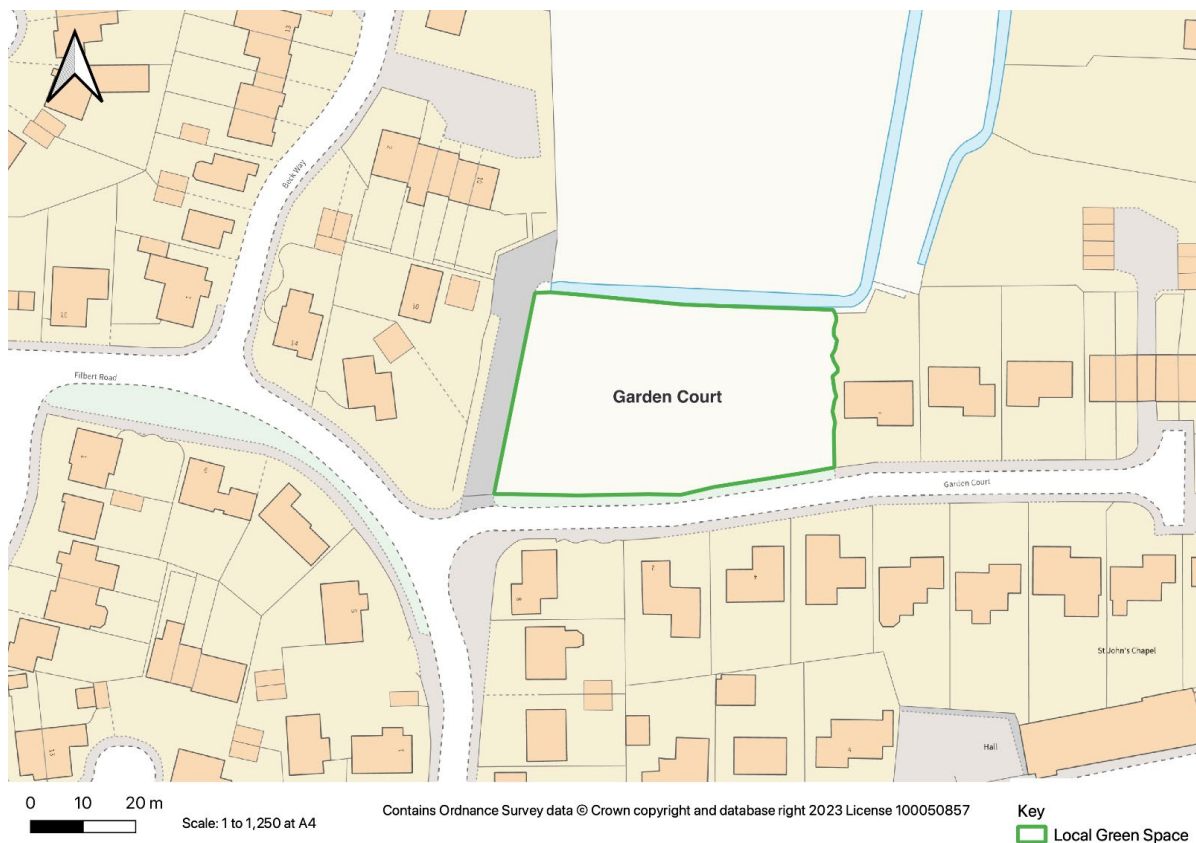 Beck Way
Filbert Road
Garden Court
Garden Court
St John's Chapel
Hall
0 10 20 m
Scale: 1 to 1,250 at A4
Contains Ordnance Survey data © Crown copyright and database right 2023 License 100050857
Key
Local Green Space